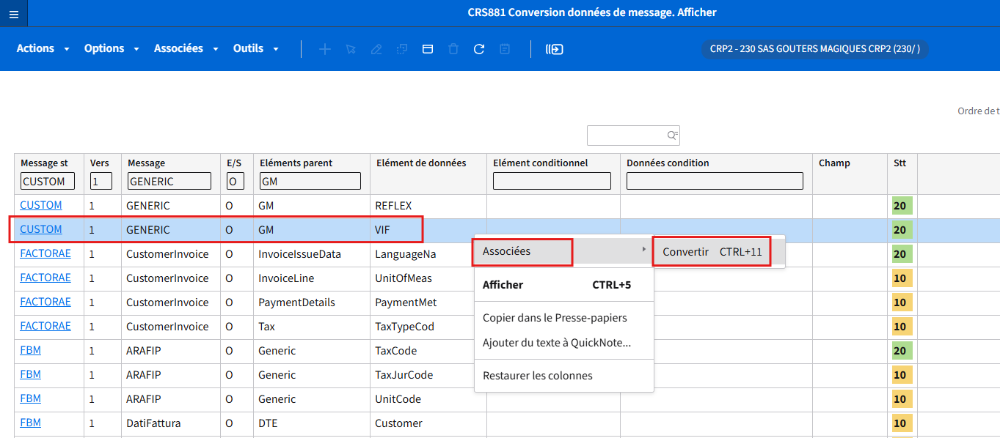 CRS881 Conversion données de message. Afficher
Actions Options Associées Outils CRP2 - 230 SAS GOUTERS MAGIQUES CRP2 (230/ )
Ordre de t
Message st Vers Message E/S Eléments parent Elément de données Elément conditionnel Données condition Champ Stt
CUSTOM 1 GENERIC O GM
CUSTOM 1 GENERIC O GM REFLEX 20
CUSTOM 1 GENERIC O GM VIF 20
FACTORAE 1 CustomerInvoice O InvoiceIssueData LanguageNa 20
Associées Convertir CTRL+11
FACTORAE 1 CustomerInvoice O InvoiceLine UnitOfMeas 10
Afficher CTRL+5
FACTORAE 1 CustomerInvoice O PaymentDetails PaymentMet 10
Copier dans le Presse-papiers
FACTORAE 1 CustomerInvoice O Tax TaxTypeCod 10
Ajouter du texte à QuickNote...
FBM 1 ARAFIP O Generic TaxCode 20
FBM 1 ARAFIP O Generic TaxJurCode 10
Restaurer les colonnes
FBM 1 ARAFIP O Generic UnitCode 10
FBM 1 DatiFattura O DTE Customer 10